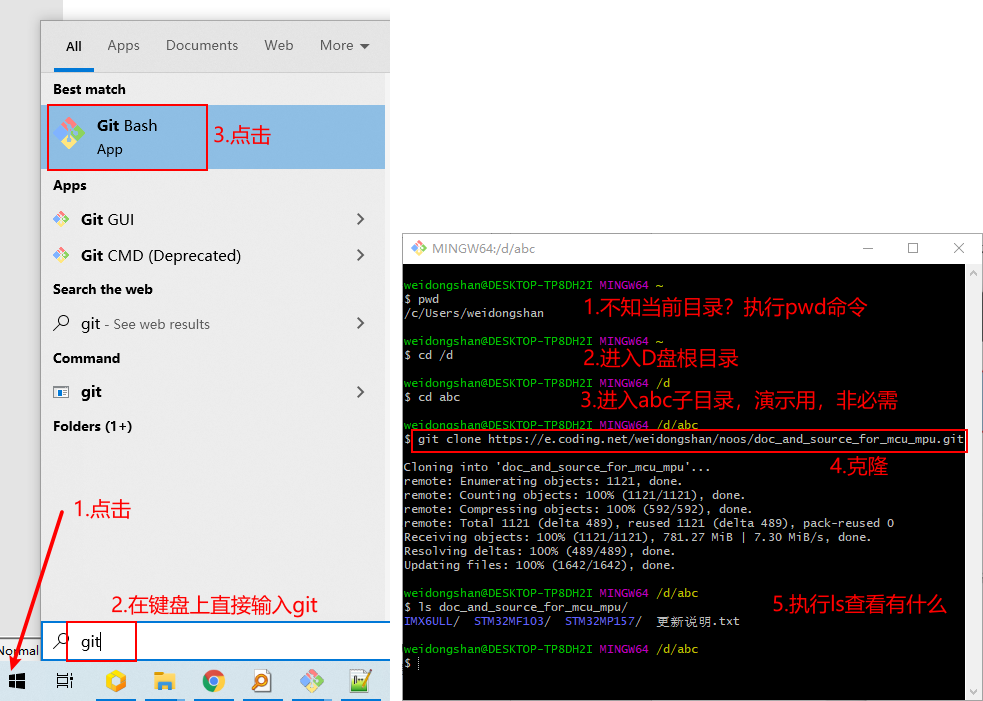 All Apps Documents Web More
Best match
Git Bash
App
3.点击
Apps
Git GUI
Git CMD (Deprecated)
Search the web
git - See web results
Command
git
Folders (1+)
1.点击
2.在键盘上直接输入git
git
Normal
MINGW64:/d/abc
weidongshan@DESKTOP-TP8DH2I MINGW64 ~
$ pwd
/c/Users/weidongshan
1.不知当前目录？执行pwd命令
weidongshan@DESKTOP-TP8DH2I MINGW64 ~
$ cd /d
2.进入D盘根目录
weidongshan@DESKTOP-TP8DH2I MINGW64 /d
$ cd abc
3.进入abc子目录，演示用，非必需
weidongshan@DESKTOP-TP8DH2I MINGW64 /d/abc
$ git clone https://e.coding.net/weidongshan/noos/doc_and_source_for_mcu_mpu.git
4.克隆
Cloning into 'doc_and_source_for_mcu_mpu'...
remote: Enumerating objects: 1121, done.
remote: Counting objects: 100% (1121/1121), done.
remote: Compressing objects: 100% (592/592), done.
remote: Total 1121 (delta 489), reused 1121 (delta 489), pack-reused 0
Receiving objects: 100% (1121/1121), 781.27 MiB | 7.30 MiB/s, done.
Resolving deltas: 100% (489/489), done.
Updating files: 100% (1642/1642), done.
weidongshan@DESKTOP-TP8DH2I MINGW64 /d/abc
$ ls doc_and_source_for_mcu_mpu/
5.执行ls查看有什么
IMX6ULL/ STM32MF103/ STM32MP157/ 更新说明.txt
weidongshan@DESKTOP-TP8DH2I MINGW64 /d/abc
$